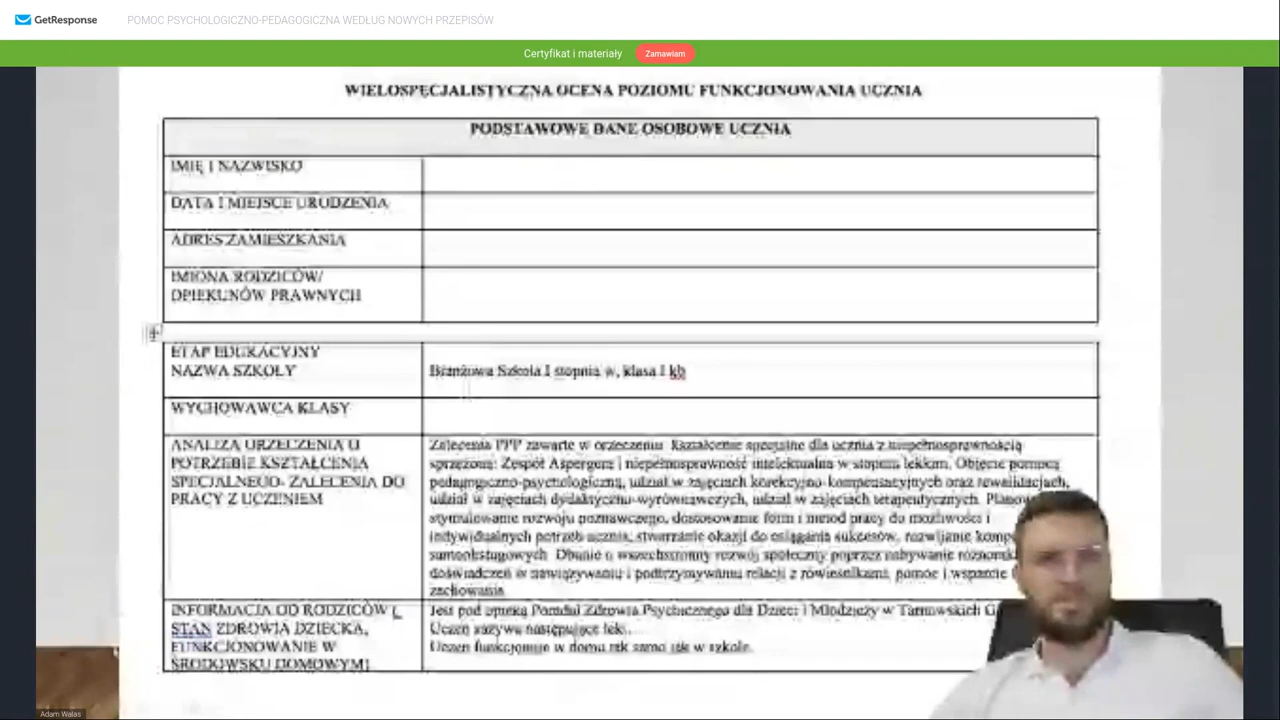 GetResponse
POMOC PSYCHOLOGICZNO-PEDAGOGICZNA WEDŁUG NOWYCH PRZEPISÓW
Certyfikat i materiały
Zamawiam
WIELOSPECJALISTYCZNA OCENA POZIOMU FUNKCJONOWANIA UCZNIA
PODSTAWOWE DANE OSOBOWE UCZNIA
IMIĘ I NAZWISKO
DATA I MIEJSCE URODZENIA
ADRES ZAMIESZKANIA
IMIONA RODZICÓW/
OPIEKUNÓW PRAWNYCH
ETAP EDUKACYJNY
NAZWA SZKOŁY
Branżowa Szkoła I stopnia w, klasa I kb
WYCHOWAWCA KLASY
ANALIZA ORZECZENIA O
POTRZEBIE KSZTAŁCENIA
SPECJALNEGO- ZALECENIA DO
PRACY Z UCZNIEM
Zalecenia PPP zawarte w orzeczeniu: Kształcenie specjalne dla ucznia z niepełnosprawnością
sprzężoną: Zespół Aspergera i niepełnosprawność intelektualna w stopniu lekkim. Objęcie pomocą
pedagogiczno-psychologiczną, udział w zajęciach korekcyjno-kompensacyjnych oraz rewalidacjach,
udział w zajęciach dydaktyczno-wyrównawczych, udział w zajęciach terapeutycznych.
stymulowanie rozwoju poznawczego, dostosowanie form i metod pracy do możliwości i
indywidualnych potrzeb ucznia, stwarzanie okazji do osiągania sukcesów, rozwijanie
samoobsługowych. Dbanie o wszechstronny rozwój społeczny poprzez nabywanie
doświadczeń w nawiązywaniu i podtrzymywaniu relacji z rówieśnikami, pomoc i wsparcie
zachowania.
INFORMACJA OD RODZICÓW (
STAN ZDROWIA DZIECKA,
FUNKCJONOWANIE W
ŚRODOWISKU DOMOWYM)
Jest pod opieką Poradni Zdrowia Psychicznego dla Dzieci i Młodzieży w Tarnowskich
Uczeń zażywa następujące leki..
Uczeń funkcjonuje w domu tak samo jak w szkole.
Adam Walas